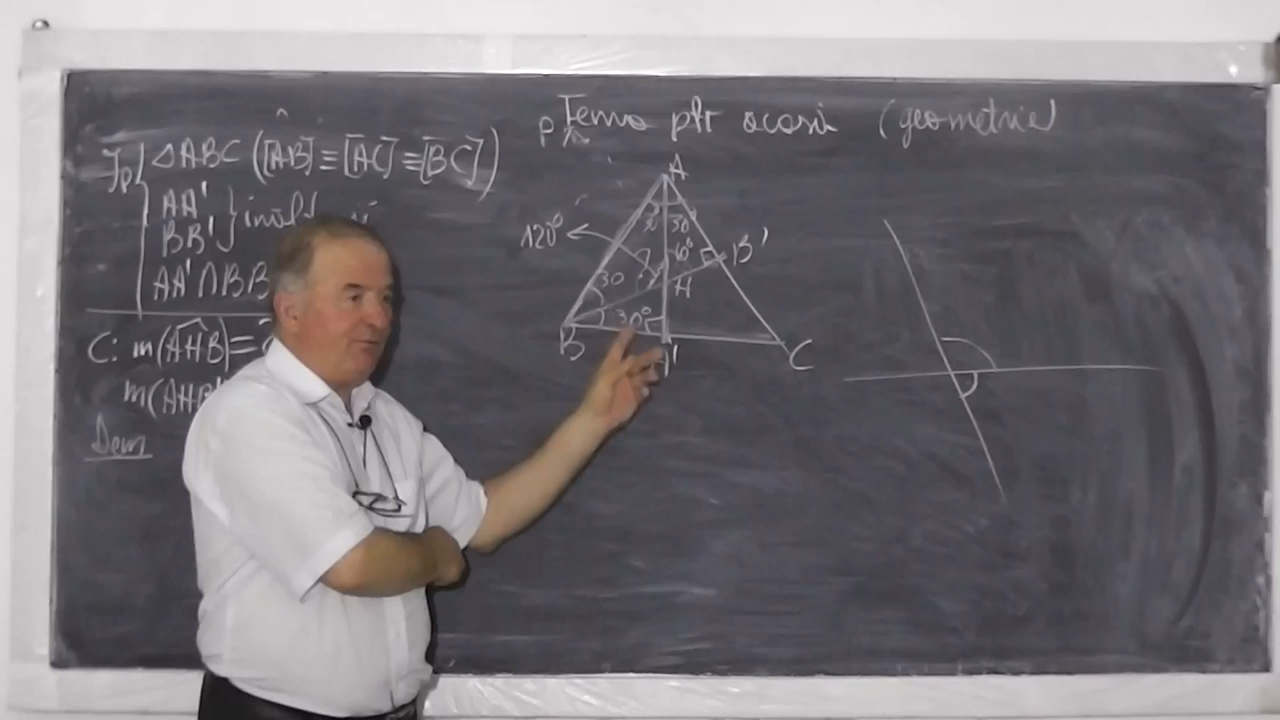 Temă ptr acasă (geometrie)
Ip ΔABC ([AB] ≡ [AC] ≡ [BC])
AA'
BB'
AA' ∩ BB
C: m(AHB) =
m(AHB'
Dem
A
120°
30
30
60°
B'
30
H
30°
B
A'
C